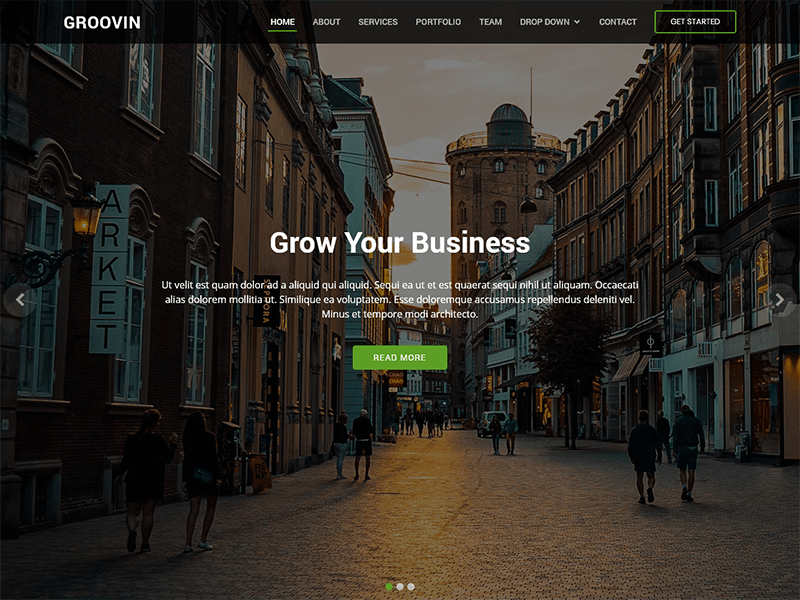 GROOVIN
HOME ABOUT SERVICES PORTFOLIO TEAM DROP DOWN CONTACT GET STARTED
ARKET
Grow Your Business
Ut velit est quam dolor ad a aliquid qui aliquid. Sequi ea ut et est quaerat sequi nihil ut aliquam. Occaecati
alias dolorem mollitia ut. Similique ea voluptatem. Esse doloremque accusamus repellendus deleniti vel.
Minus et tempore modi architecto.
READ MORE